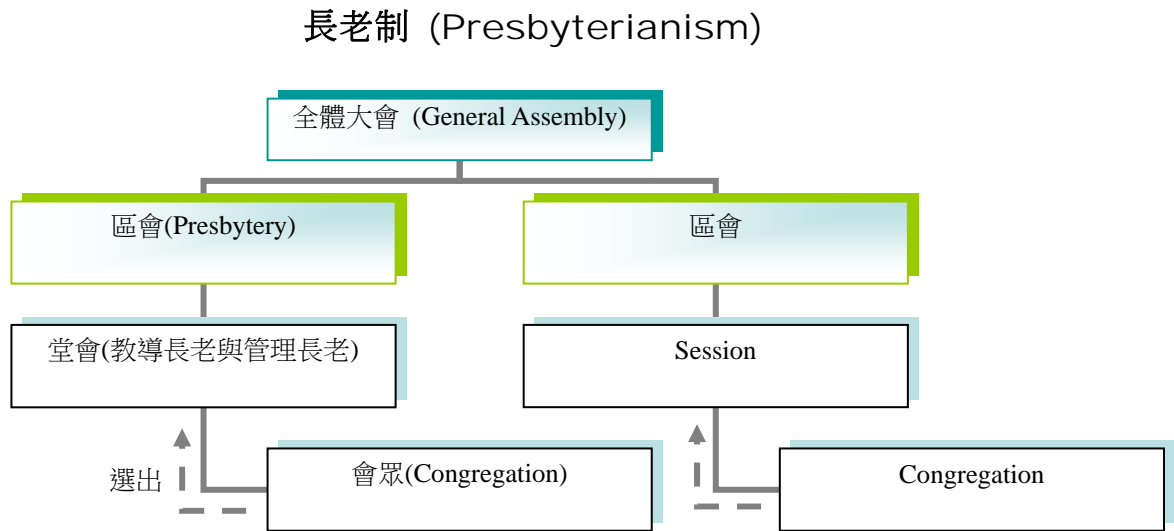 長老制 (Presbyterianism)
全體大會 (General Assembly)
區會(Presbytery)
區會
堂會(教導長老與管理長老)
Session
選出
會眾(Congregation)
Congregation